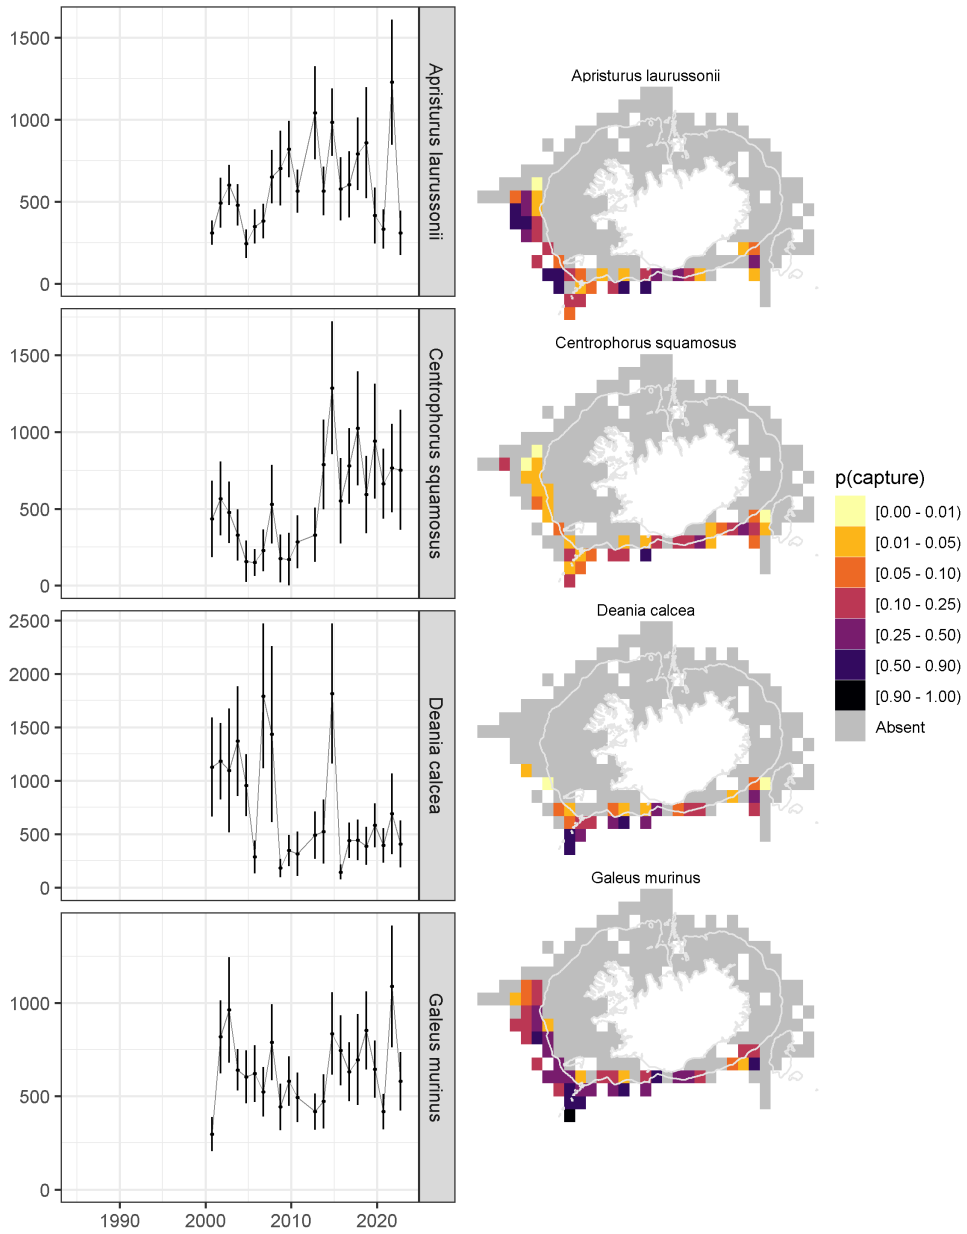 1500
1000
500
0
Apristurus laurussonii
1500
1000
500
0
Centrophorus squamosus
2500
2000
1500
1000
500
0
Deania calcea
1000
500
0
Galeus murinus
1990
2000
2010
2020
Apristurus laurussonii
Centrophorus squamosus
Deania calcea
Galeus murinus
p(capture)
[0.00 - 0.01)
[0.01 - 0.05)
[0.05 - 0.10)
[0.10 - 0.25)
[0.25 - 0.50)
[0.50 - 0.90)
[0.90 - 1.00)
Absent